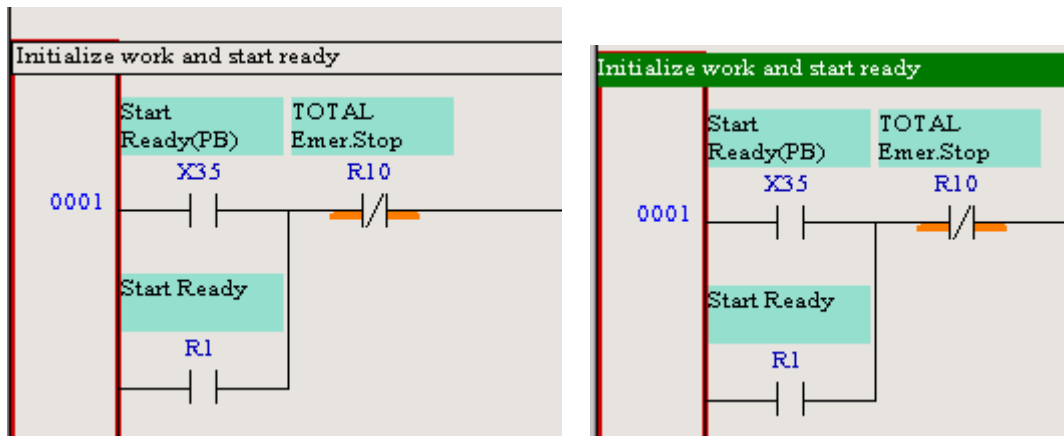 Initialize work and start ready
Start TOTAL
Ready(PB) Emer.Stop
X35 R10
0001
Start Ready
R1
Initialize work and start ready
Start TOTAL
Ready(PB) Emer.Stop
X35 R10
0001
Start Ready
R1